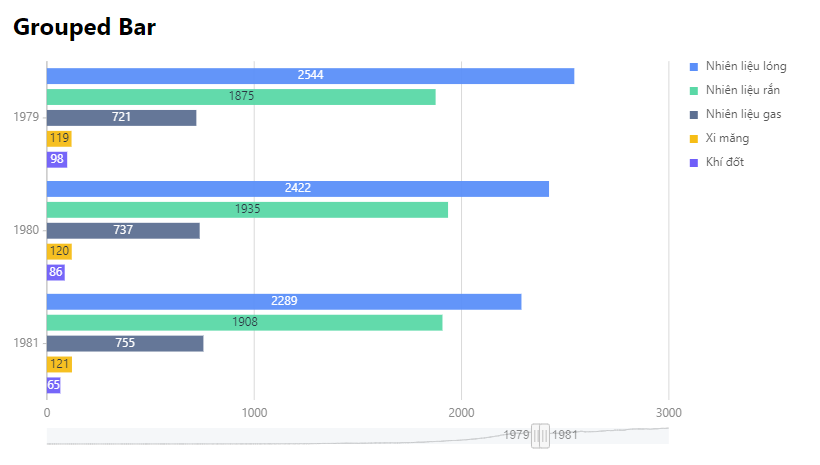 Grouped Bar
Nhiên liệu lỏng
Nhiên liệu rắn
Nhiên liệu gas
Xi măng
Khí đốt
1979
2544
1875
721
119
98
1980
2422
1935
737
120
86
1981
2289
1908
755
121
65
0 1000 2000 3000
1979 1981